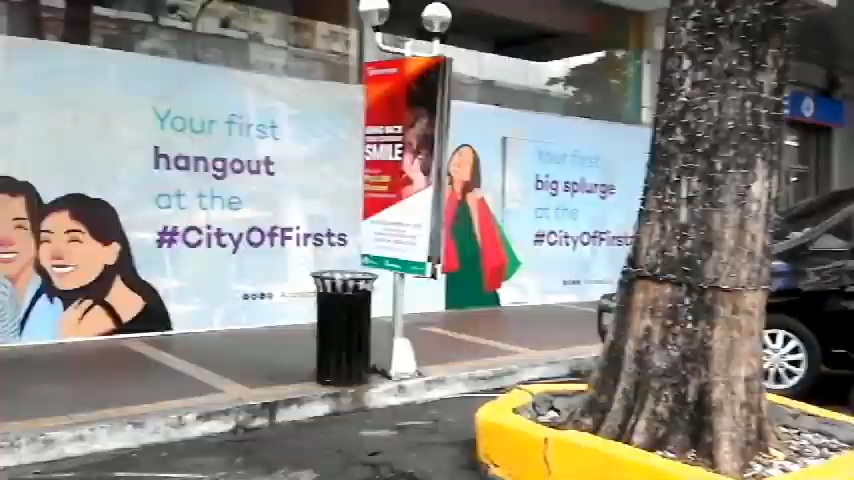 Your first
hangout
at the
#CityOfFirsts
SMILE
Your first
big splurge
at the
#CityOfFirsts